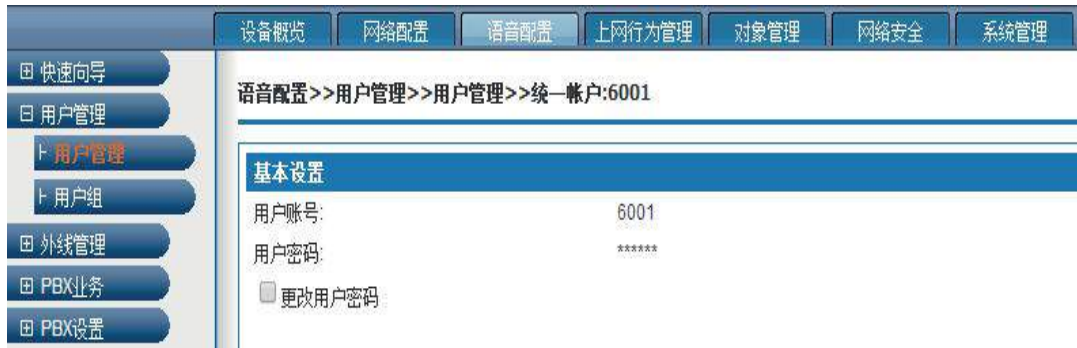 设备概览 网络配置 语音配置 上网行为管理 对象管理 网络安全 系统管理
快速向导
用户管理
用户管理
用户组
外线管理
PBX业务
PBX设置
语音配置>>用户管理>>用户管理>>统一帐户:6001
基本设置
用户账号: 6001
用户密码: ******
更改用户密码